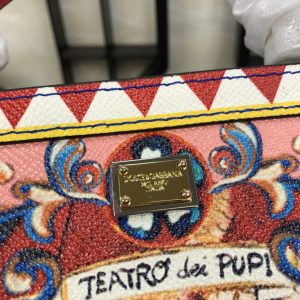 DOLCE&GABBANA
MILANO
ITALIA
TEATRO dei PUPI